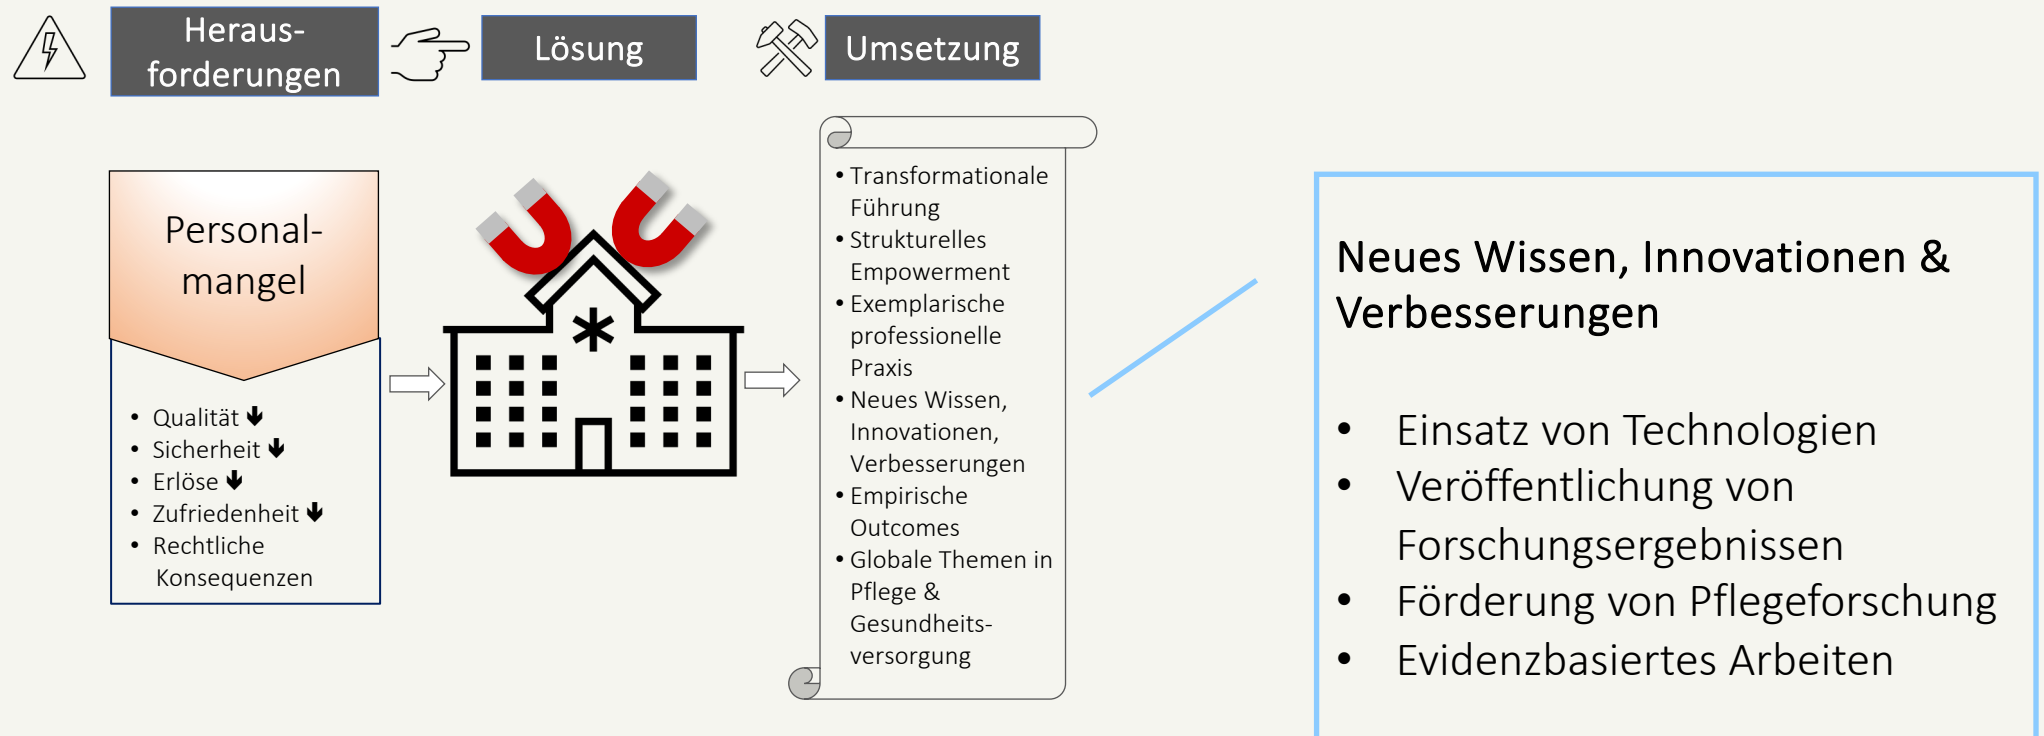 Heraus-
forderungen
Lösung
Umsetzung
Personal-
mangel
• Qualität 🡻
• Sicherheit 🡻
• Erlöse 🡻
• Zufriedenheit 🡻
• Rechtliche
Konsequenzen
• Transformationale
Führung
• Strukturelles
Empowerment
• Exemplarische
professionelle
Praxis
• Neues Wissen,
Innovationen,
Verbesserungen
• Empirische
Outcomes
• Globale Themen in
Pflege &
Gesundheits-
versorgung
Neues Wissen, Innovationen &
Verbesserungen
• Einsatz von Technologien
• Veröffentlichung von
Forschungsergebnissen
• Förderung von Pflegeforschung
• Evidenzbasiertes Arbeiten